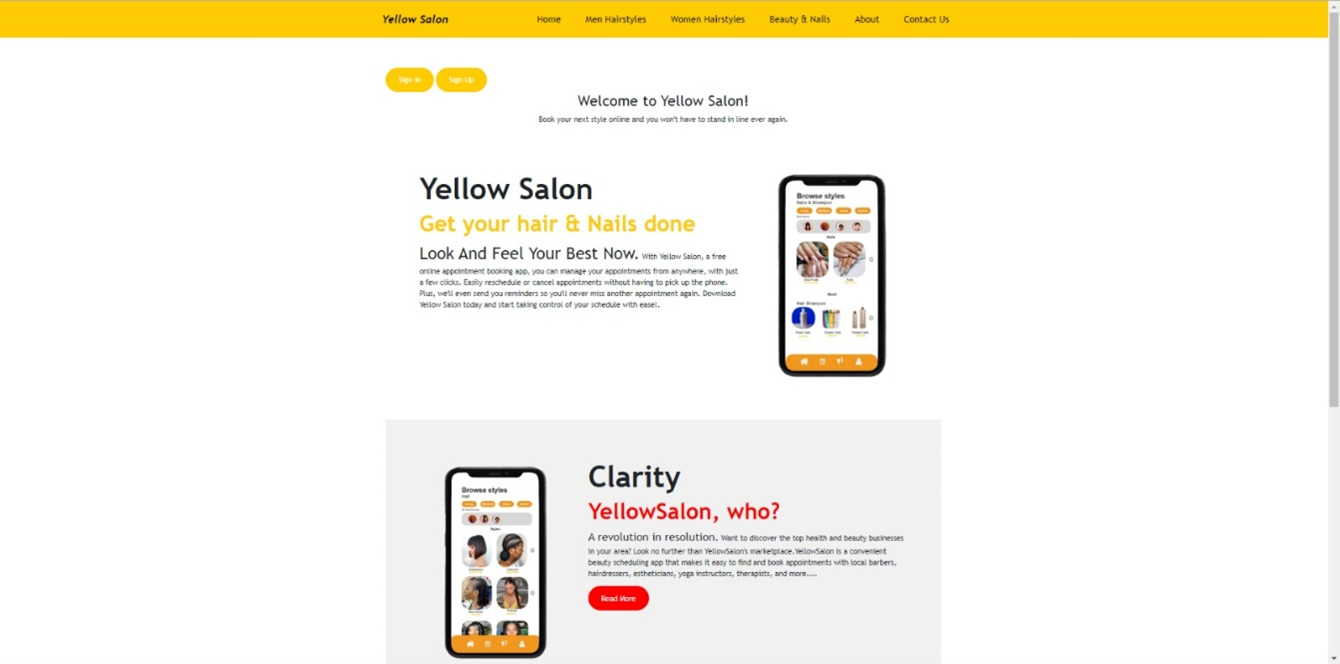 Yellow Salon
Home
Men Hairstyles
Women Hairstyles
Beauty & Nails
About
Contact Us
Sign in
Sign Up
Welcome to Yellow Salon!
Book your next style online and you won't have to stand in line ever again.
Yellow Salon
Get your hair & Nails done
Look And Feel Your Best Now. With Yellow Salon, a free
online appointment booking app, you can manage your appointments from anywhere, with just
a few clicks. Easily reschedule or cancel appointments without having to pick up the phone.
Plus, we'll even send you reminders so you'll never miss another appointment again. Download
Yellow Salon today and start taking control of your schedule with ease!.
Browse styles
Nails & Shampoo
Nails
Hair Shampoo
Clarity
YellowSalon, who?
A revolution in resolution. Want to discover the top health and beauty businesses
in your area? Look no further than YellowSalon's marketplace.YellowSalon is a convenient
beauty scheduling app that makes it easy to find and book appointments with local barbers,
hairdressers, estheticians, yoga instructors, therapists, and more....
Read More
Browse styles
Hair
Styles